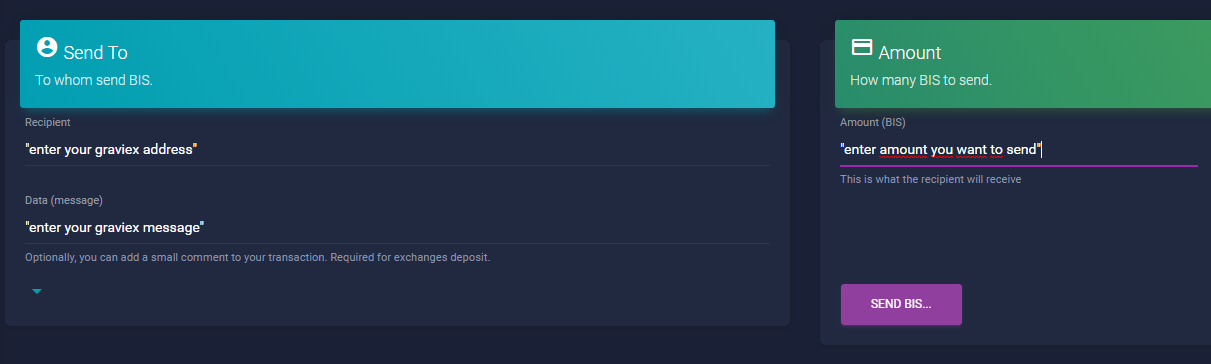 Send To
To whom send BIS.
Recipient
"enter your graviex address"
Data (message)
"enter your graviex message"
Optionally, you can add a small comment to your transaction. Required for exchanges deposit.
Amount
How many BIS to send.
Amount (BIS)
"enter amount you want to send"
This is what the recipient will receive
SEND BIS...